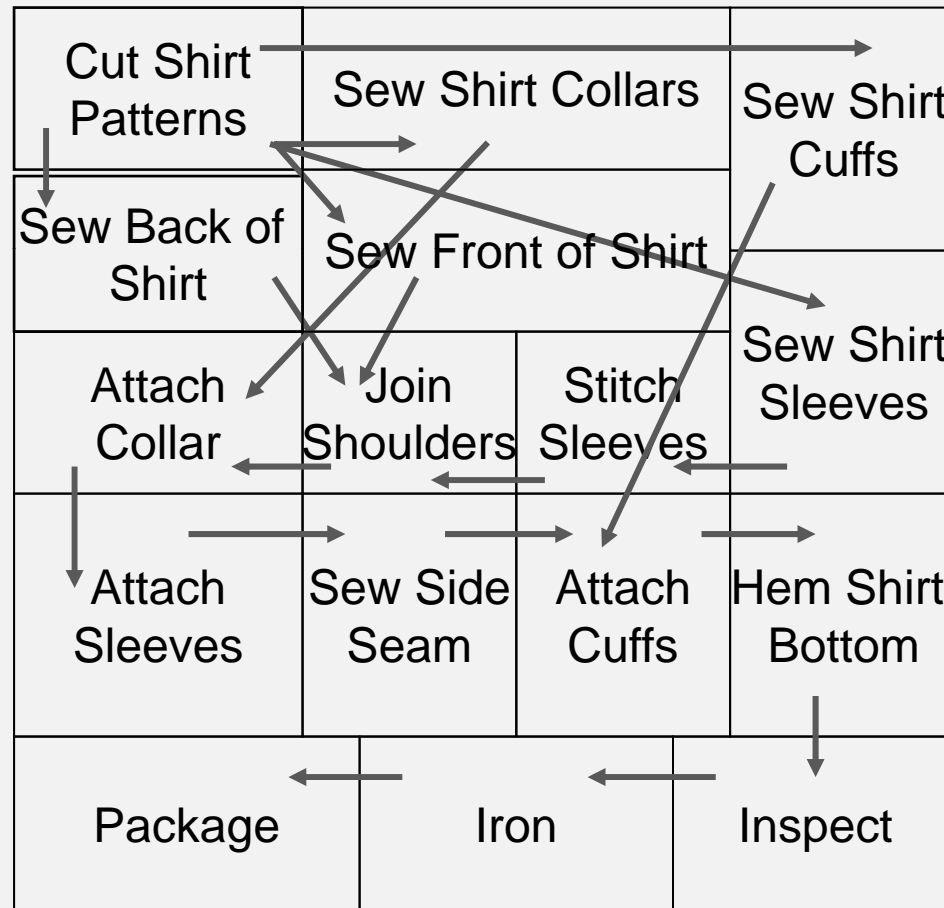 Cut Shirt
Patterns
Sew Shirt Collars
Sew Shirt
Cuffs
Sew Back of
Shirt
Sew Front of Shirt
Sew Shirt
Sleeves
Attach
Collar
Join
Shoulders
Stitch
Sleeves
Attach
Sleeves
Sew Side
Seam
Attach
Cuffs
Hem Shirt
Bottom
Package
Iron
Inspect